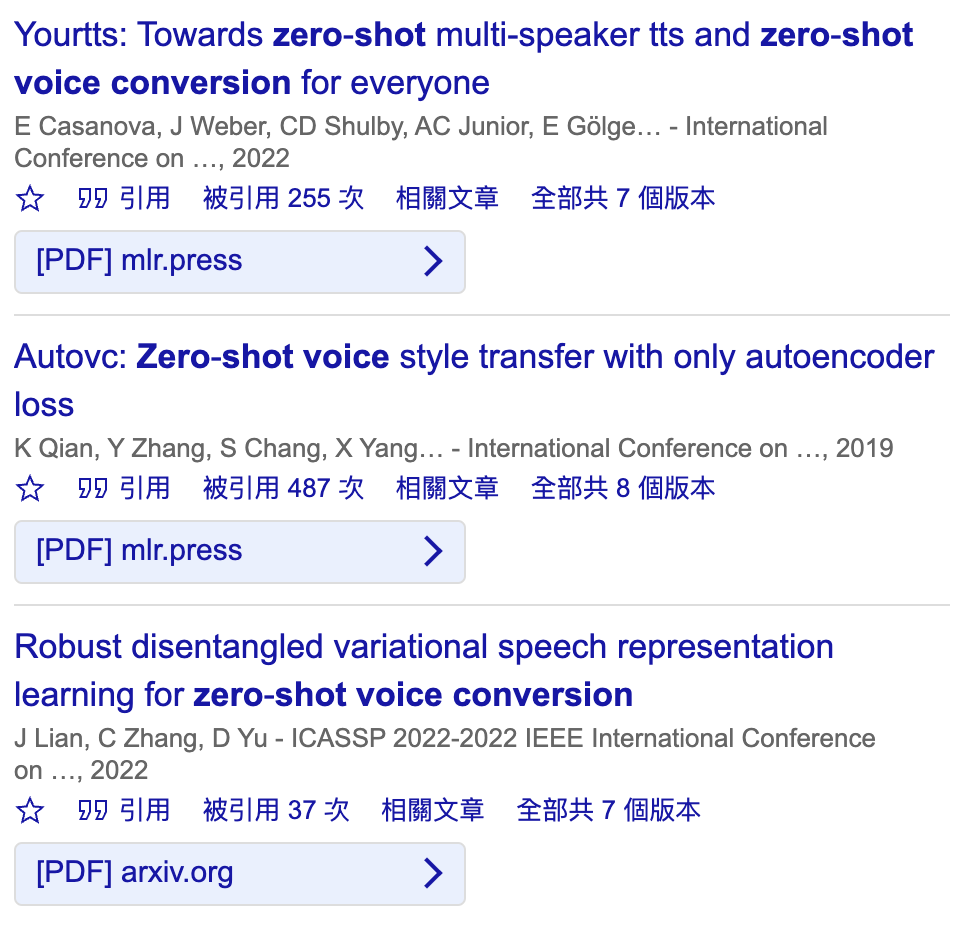 Yourtts: Towards zero-shot multi-speaker tts and zero-shot
voice conversion for everyone
E Casanova, J Weber, CD Shulby, AC Junior, E Gölge… - International
Conference on …, 2022
引用 被引用 255 次 相關文章 全部共 7 個版本
[PDF] mlr.press
Autovc: Zero-shot voice style transfer with only autoencoder
loss
K Qian, Y Zhang, S Chang, X Yang… - International Conference on …, 2019
引用 被引用 487 次 相關文章 全部共 8 個版本
[PDF] mlr.press
Robust disentangled variational speech representation
learning for zero-shot voice conversion
J Lian, C Zhang, D Yu - ICASSP 2022-2022 IEEE International Conference
on …, 2022
引用 被引用 37 次 相關文章 全部共 7 個版本
[PDF] arxiv.org